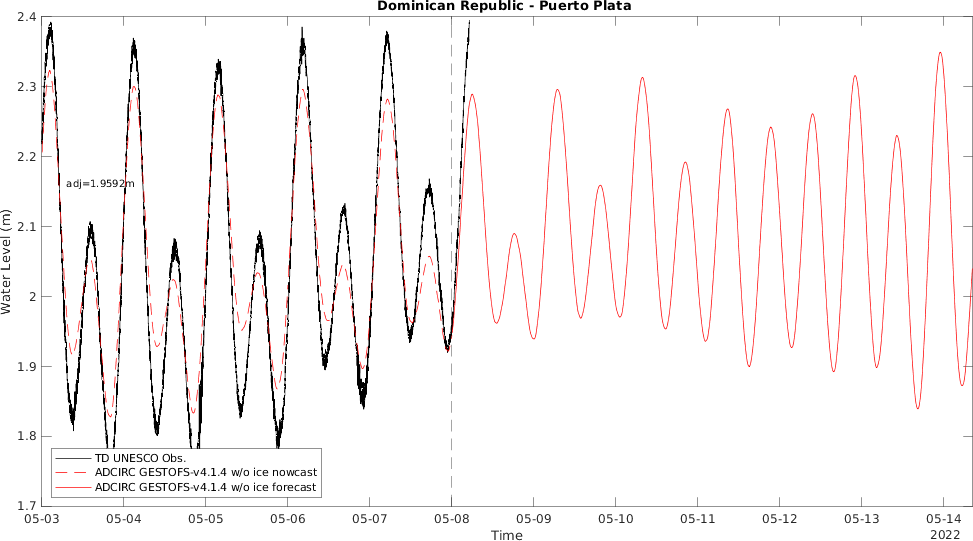 Dominican Republic - Puerto Plata
2.4
2.3
2.2
2.1
2
1.9
1.8
1.7
Water Level (m)
adj=1.9592m
TD UNESCO Obs.
ADCIRC GESTOFS-v4.1.4 w/o ice nowcast
ADCIRC GESTOFS-v4.1.4 w/o ice forecast
05-03 05-04 05-05 05-06 05-07 05-08 05-09 05-10 05-11 05-12 05-13 05-14
Time
2022